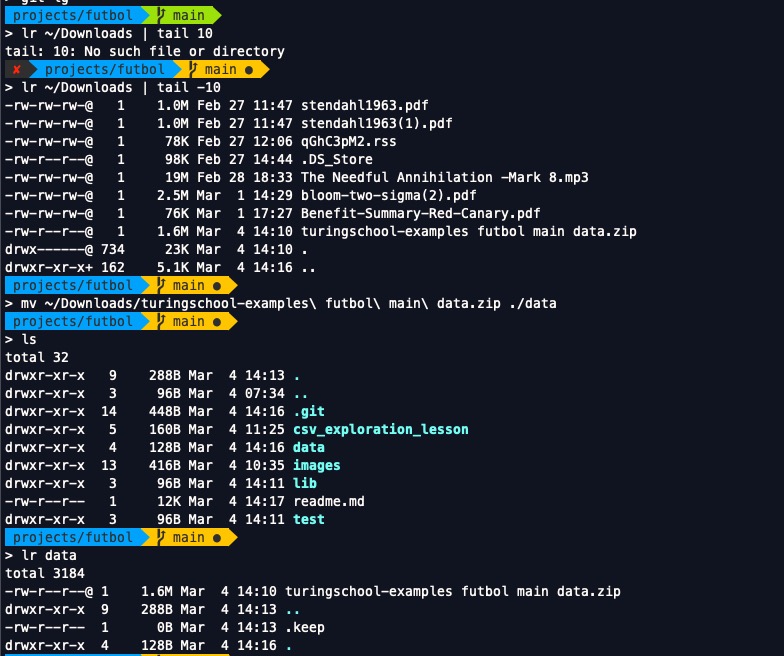 > git lg
projects/futbol main
> lr ~/Downloads | tail 10
tail: 10: No such file or directory
✘ projects/futbol main ●
> lr ~/Downloads | tail -10
-rw-rw-rw-@ 1 1.0M Feb 27 11:47 stendahl1963.pdf
-rw-rw-rw-@ 1 1.0M Feb 27 11:47 stendahl1963(1).pdf
-rw-rw-rw-@ 1 78K Feb 27 12:06 qGhC3pM2.rss
-rw-r--r--@ 1 98K Feb 27 14:44 .DS_Store
-rw-rw-rw-@ 1 19M Feb 28 18:33 The Needful Annihilation -Mark 8.mp3
-rw-rw-rw-@ 1 2.5M Mar 1 14:29 bloom-two-sigma(2).pdf
-rw-rw-rw-@ 1 76K Mar 1 17:27 Benefit-Summary-Red-Canary.pdf
-rw-r--r--@ 1 1.6M Mar 4 14:10 turingschool-examples futbol main data.zip
drwx------@ 734 23K Mar 4 14:10 .
drwxr-xr-x+ 162 5.1K Mar 4 14:16 ..
projects/futbol main ●
> mv ~/Downloads/turingschool-examples\ futbol\ main\ data.zip ./data
projects/futbol main ●
> ls
total 32
drwxr-xr-x 9 288B Mar 4 14:13 .
drwxr-xr-x 3 96B Mar 4 07:34 ..
drwxr-xr-x 14 448B Mar 4 14:16 .git
drwxr-xr-x 5 160B Mar 4 11:25 csv_exploration_lesson
drwxr-xr-x 4 128B Mar 4 14:16 data
drwxr-xr-x 13 416B Mar 4 10:35 images
drwxr-xr-x 3 96B Mar 4 14:11 lib
-rw-r--r-- 1 12K Mar 4 14:17 readme.md
drwxr-xr-x 3 96B Mar 4 14:11 test
projects/futbol main ●
> lr data
total 3184
-rw-r--r--@ 1 1.6M Mar 4 14:10 turingschool-examples futbol main data.zip
drwxr-xr-x 9 288B Mar 4 14:13 ..
-rw-r--r-- 1 0B Mar 4 14:13 .keep
drwxr-xr-x 4 128B Mar 4 14:16 .